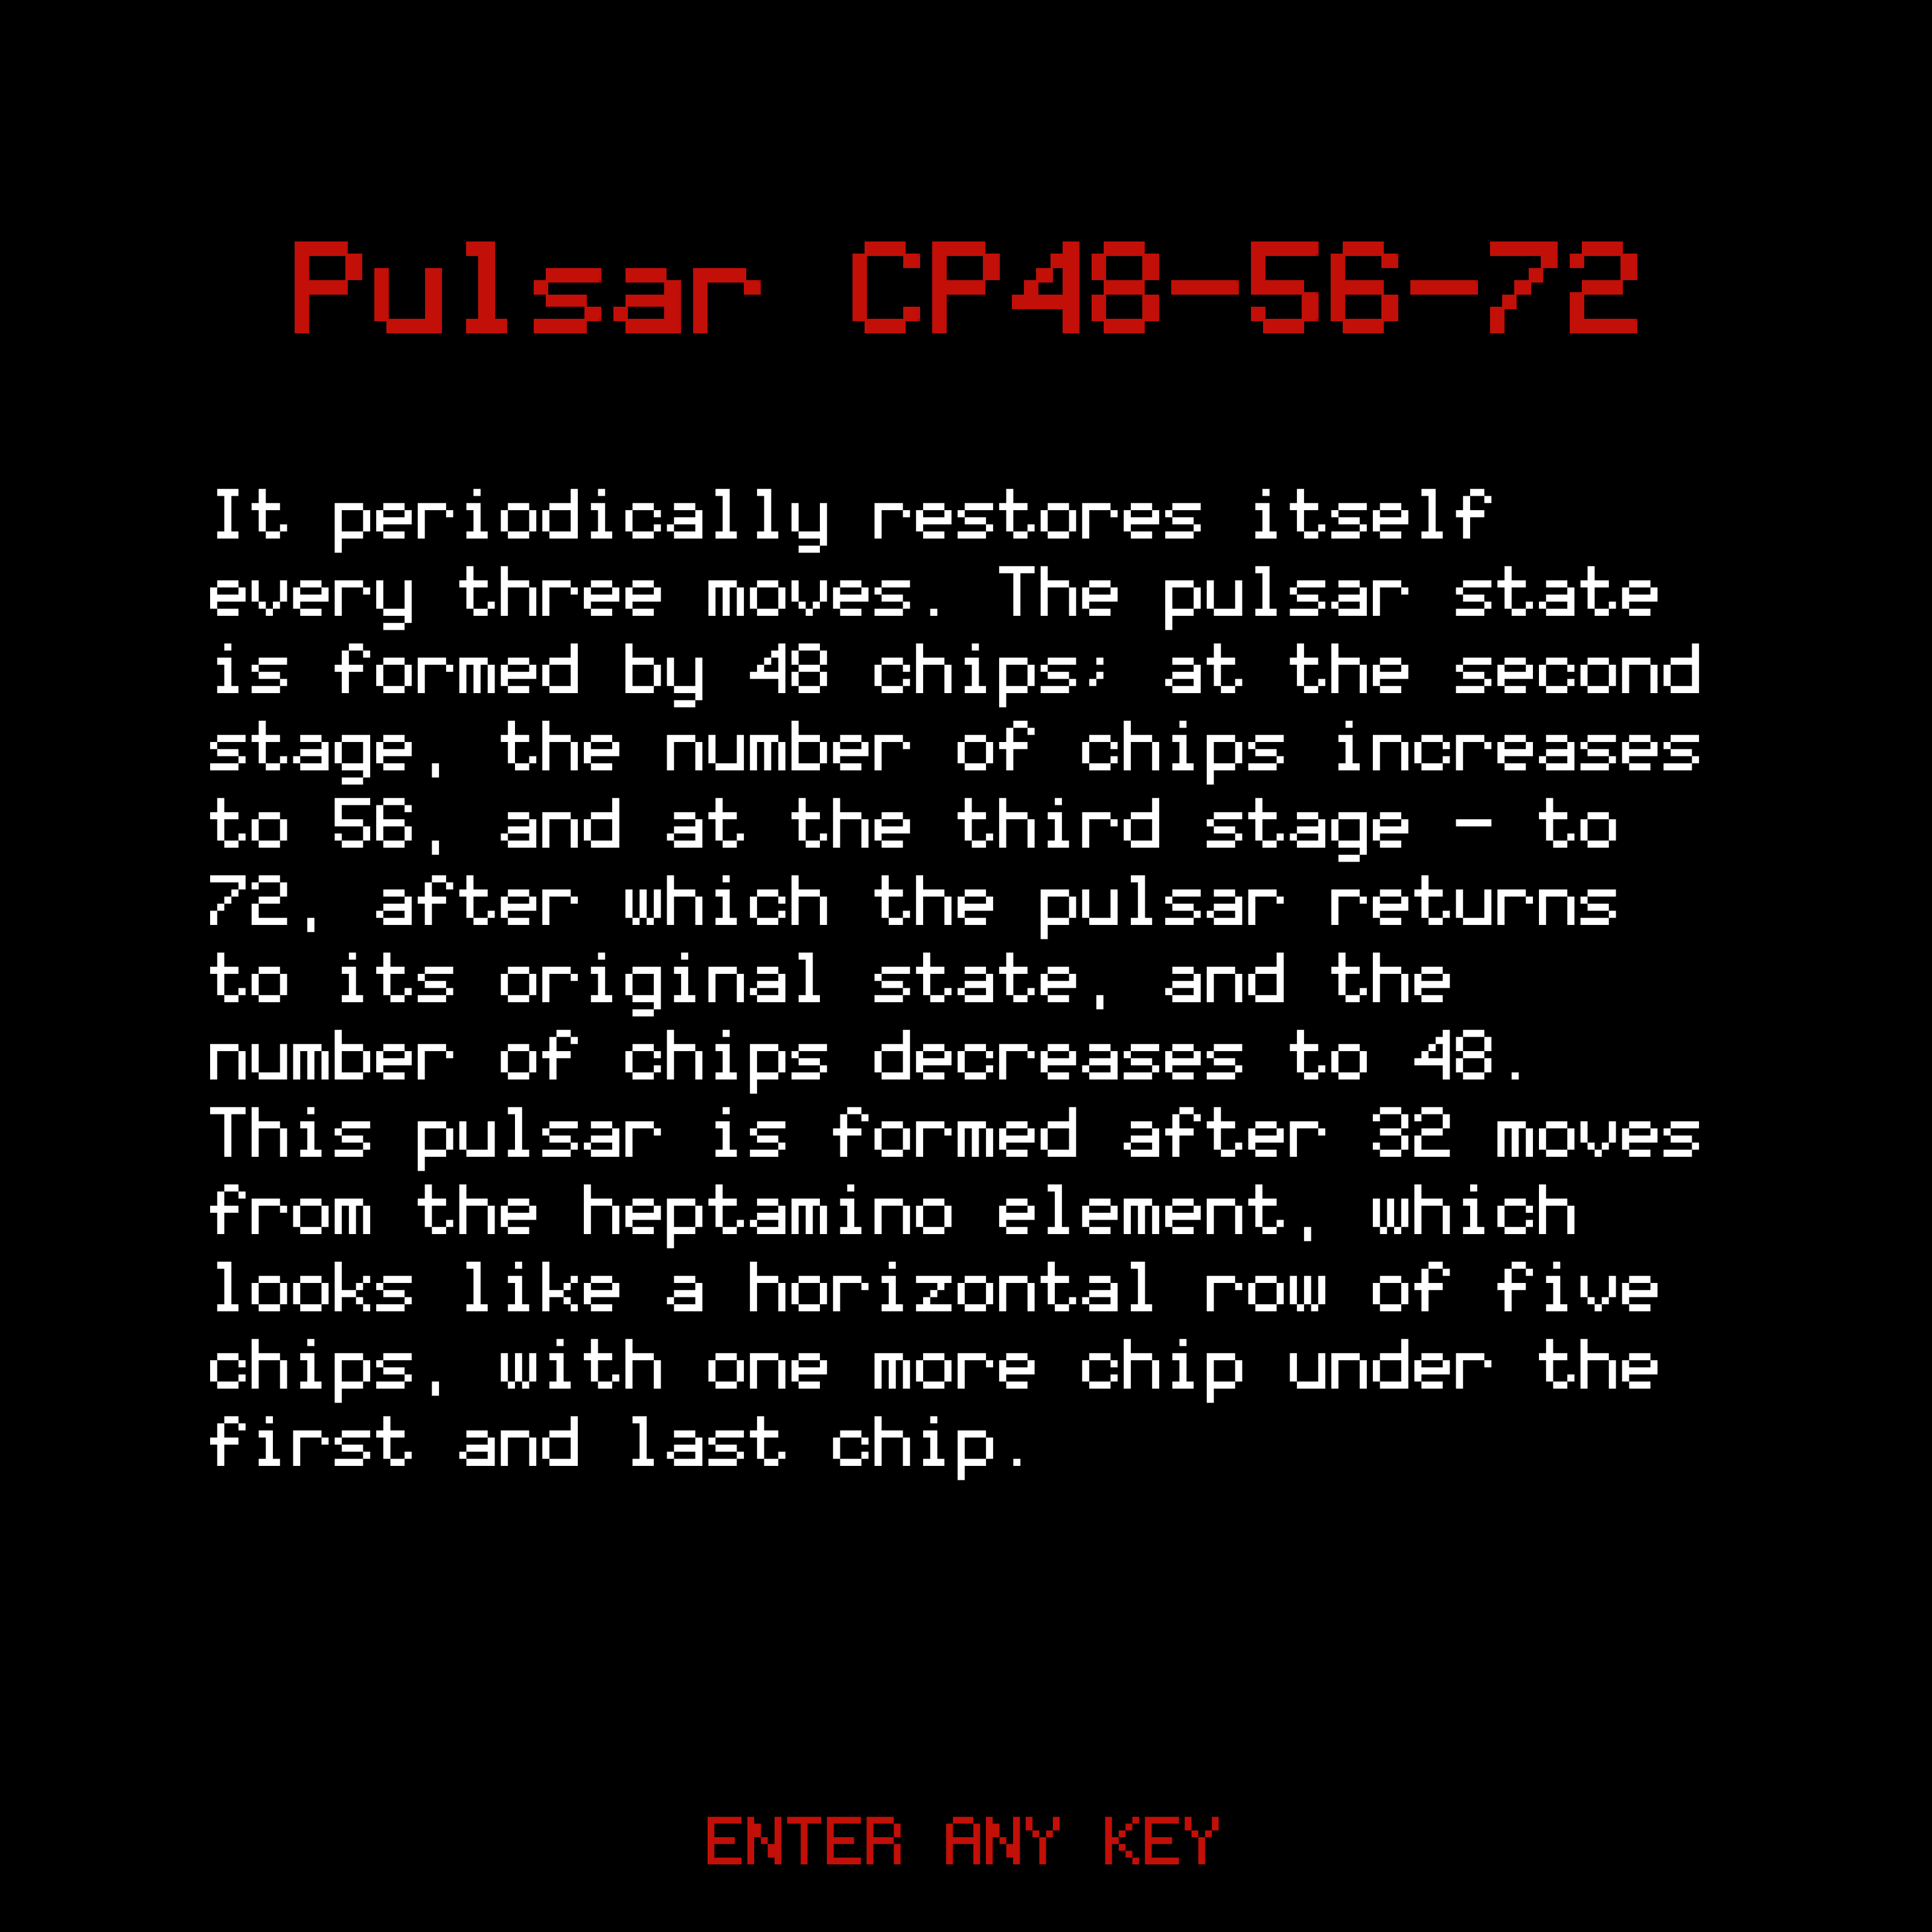 Pulsar CP48-56-72
It periodically restores itself
every three moves. The pulsar state
is formed by 48 chips; at the second
stage, the number of chips increases
to 56, and at the third stage - to
72, after which the pulsar returns
to its original state, and the
number of chips decreases to 48.
This pulsar is formed after 32 moves
from the heptamino element, which
looks like a horizontal row of five
chips, with one more chip under the
first and last chip.
ENTER ANY KEY